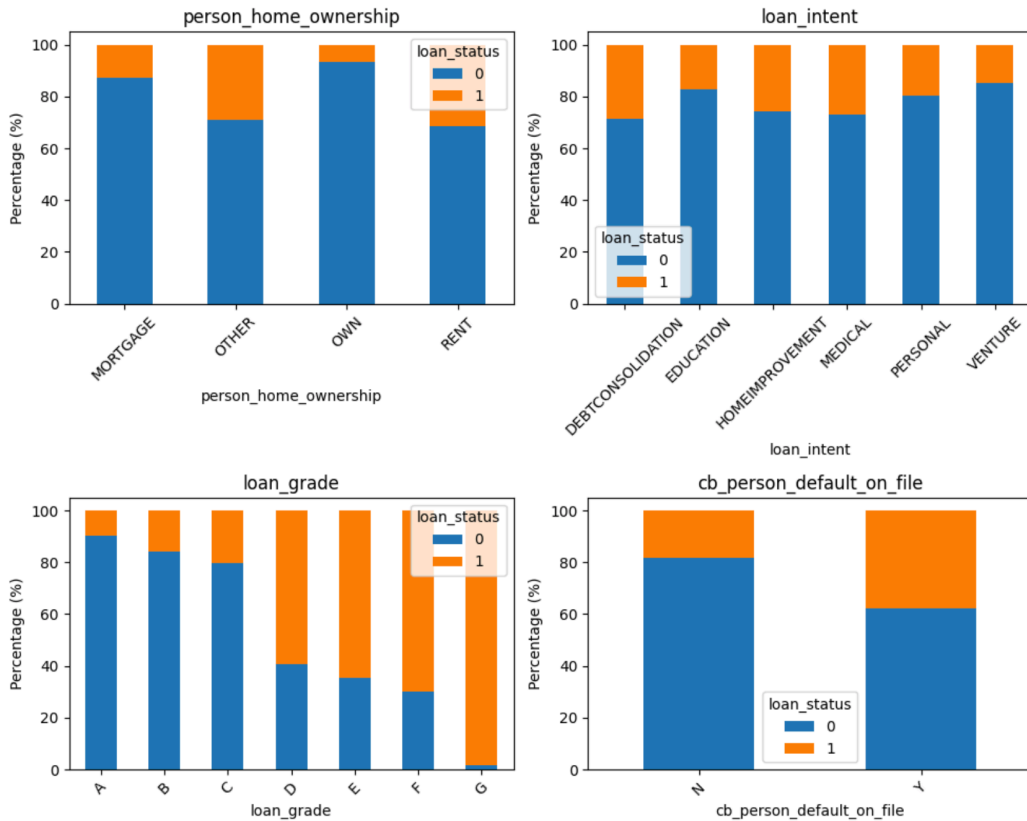 person_home_ownership
Percentage (%)
100
80
60
40
20
0
loan_status
0
1
MORTGAGE
OTHER
OWN
RENT
person_home_ownership
loan_intent
Percentage (%)
100
80
60
40
20
0
loan_status
0
1
DEBTCONSOLIDATION
EDUCATION
HOMEIMPROVEMENT
MEDICAL
PERSONAL
VENTURE
loan_intent
loan_grade
Percentage (%)
100
80
60
40
20
0
loan_status
0
1
A
B
C
D
E
F
G
loan_grade
cb_person_default_on_file
Percentage (%)
100
80
60
40
20
0
loan_status
0
1
N
Y
cb_person_default_on_file